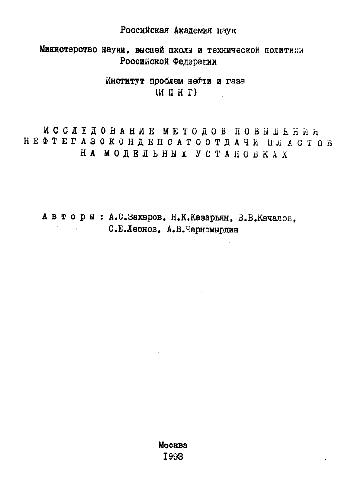 Российская Академия наук
Министерство науки, высшей школы и технической политики
Российской Федерации
Институт проблем нефти и газа
(И П Н Г)
И С С Л Е Д О В А Н И Е М Е Т О Д О В П О В Ы Ш Е Н И Я
Н Е Ф Т Е Г А З О К О Н Д Е Н С А Т О О Т Д А Ч И П Л А С Т О В
Н А М О Д Е Л Ь Н Ы Х У С Т А Н О В К А Х
А в т о р ы : А.С.Захаров, Н.К.Казарьян, В.В.Качалов,
С.Е.Леонов, А.В.Черномырдин
Москва
1993